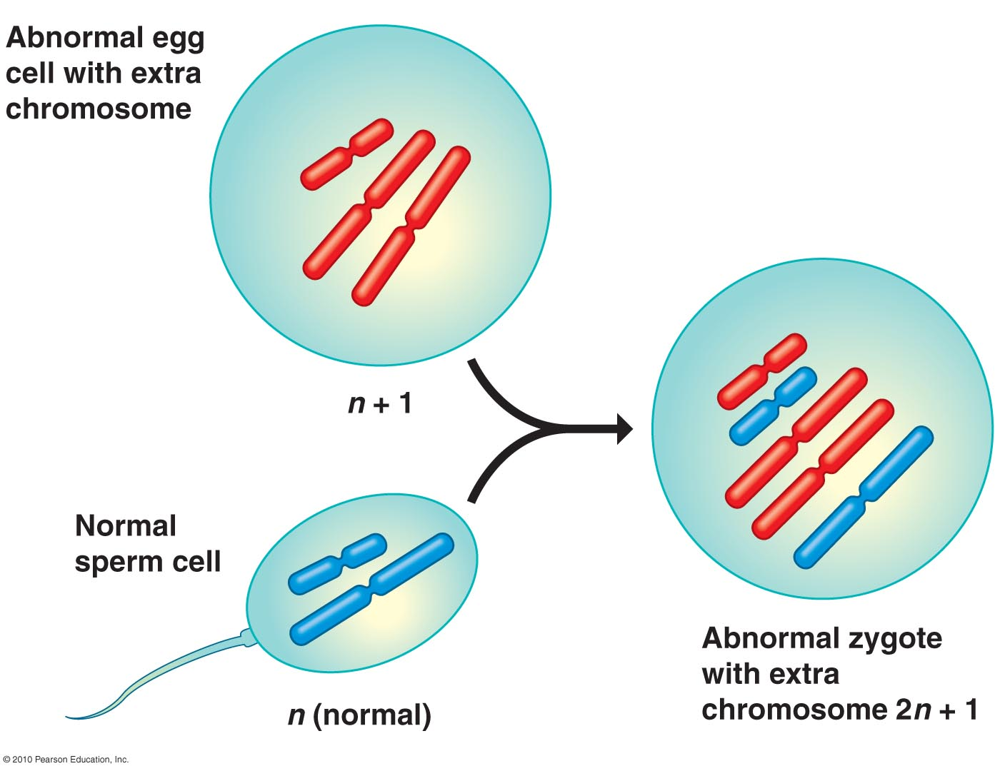 Abnormal egg
cell with extra
chromosome
n + 1
Normal
sperm cell
n (normal)
Abnormal zygote
with extra
chromosome 2n + 1
© 2010 Pearson Education, Inc.